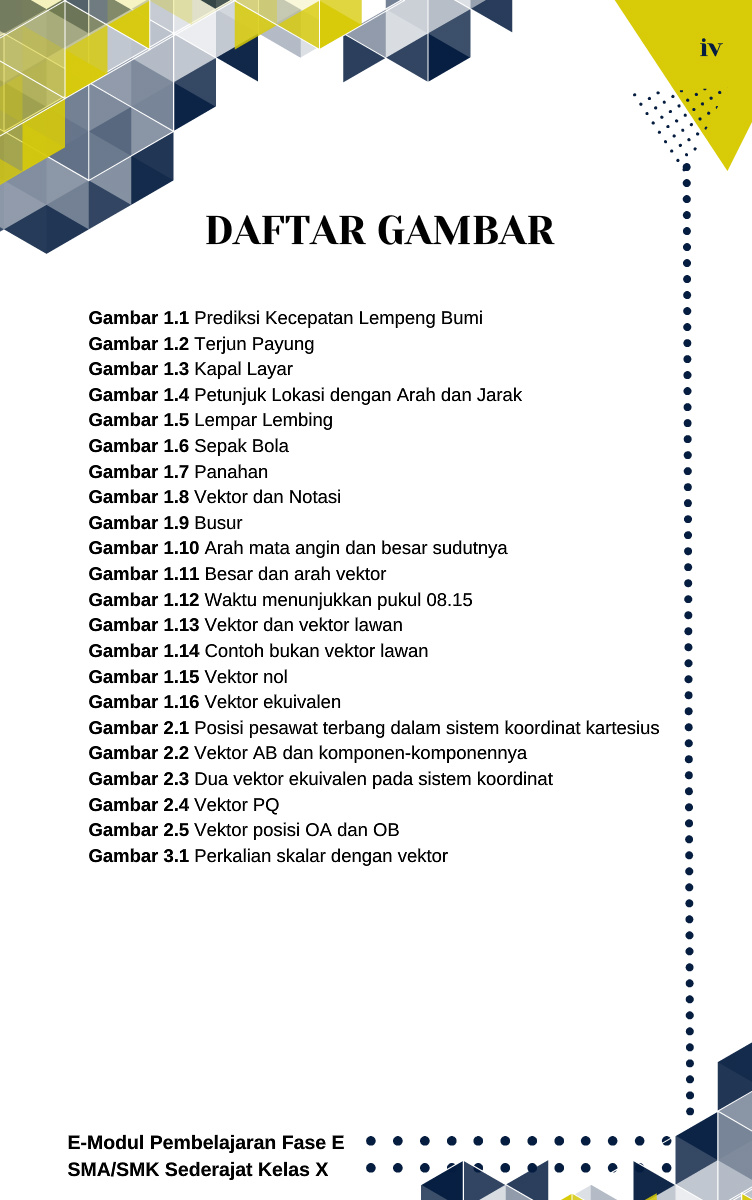 iv
DAFTAR GAMBAR
Gambar 1.1 Prediksi Kecepatan Lempeng Bumi
Gambar 1.2 Terjun Payung
Gambar 1.3 Kapal Layar
Gambar 1.4 Petunjuk Lokasi dengan Arah dan Jarak
Gambar 1.5 Lempar Lembing
Gambar 1.6 Sepak Bola
Gambar 1.7 Panahan
Gambar 1.8 Vektor dan Notasi
Gambar 1.9 Busur
Gambar 1.10 Arah mata angin dan besar sudutnya
Gambar 1.11 Besar dan arah vektor
Gambar 1.12 Waktu menunjukkan pukul 08.15
Gambar 1.13 Vektor dan vektor lawan
Gambar 1.14 Contoh bukan vektor lawan
Gambar 1.15 Vektor nol
Gambar 1.16 Vektor ekuivalen
Gambar 2.1 Posisi pesawat terbang dalam sistem koordinat kartesius
Gambar 2.2 Vektor AB dan komponen-komponennya
Gambar 2.3 Dua vektor ekuivalen pada sistem koordinat
Gambar 2.4 Vektor PQ
Gambar 2.5 Vektor posisi OA dan OB
Gambar 3.1 Perkalian skalar dengan vektor
E-Modul Pembelajaran Fase E
SMA/SMK Sederajat Kelas X